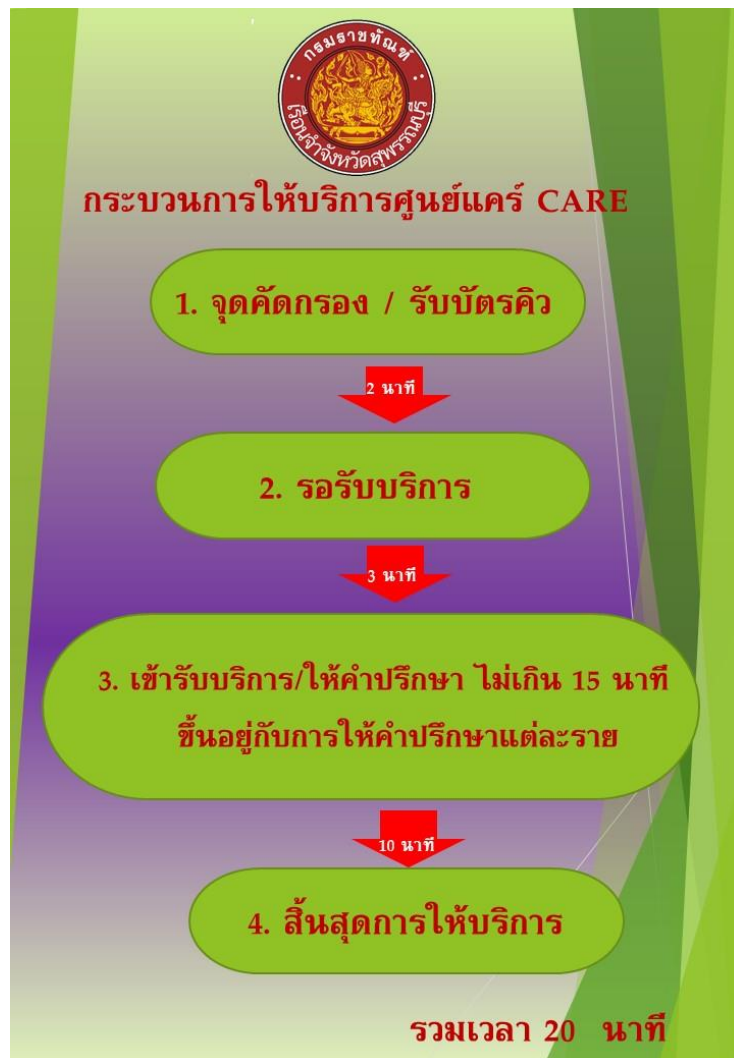 : กรมราชทัณฑ์ :
เรือนจำจังหวัดสุพรรณบุรี
กระบวนการให้บริการศูนย์แคร์ CARE
1. จุดคัดกรอง / รับบัตรคิว
2 นาที
2. รอรับบริการ
3 นาที
3. เข้ารับบริการ/ให้คำปรึกษา ไม่เกิน 15 นาที
ขึ้นอยู่กับการให้คำปรึกษาแต่ละราย
10 นาที
4. สิ้นสุดการให้บริการ
รวมเวลา 20 นาที